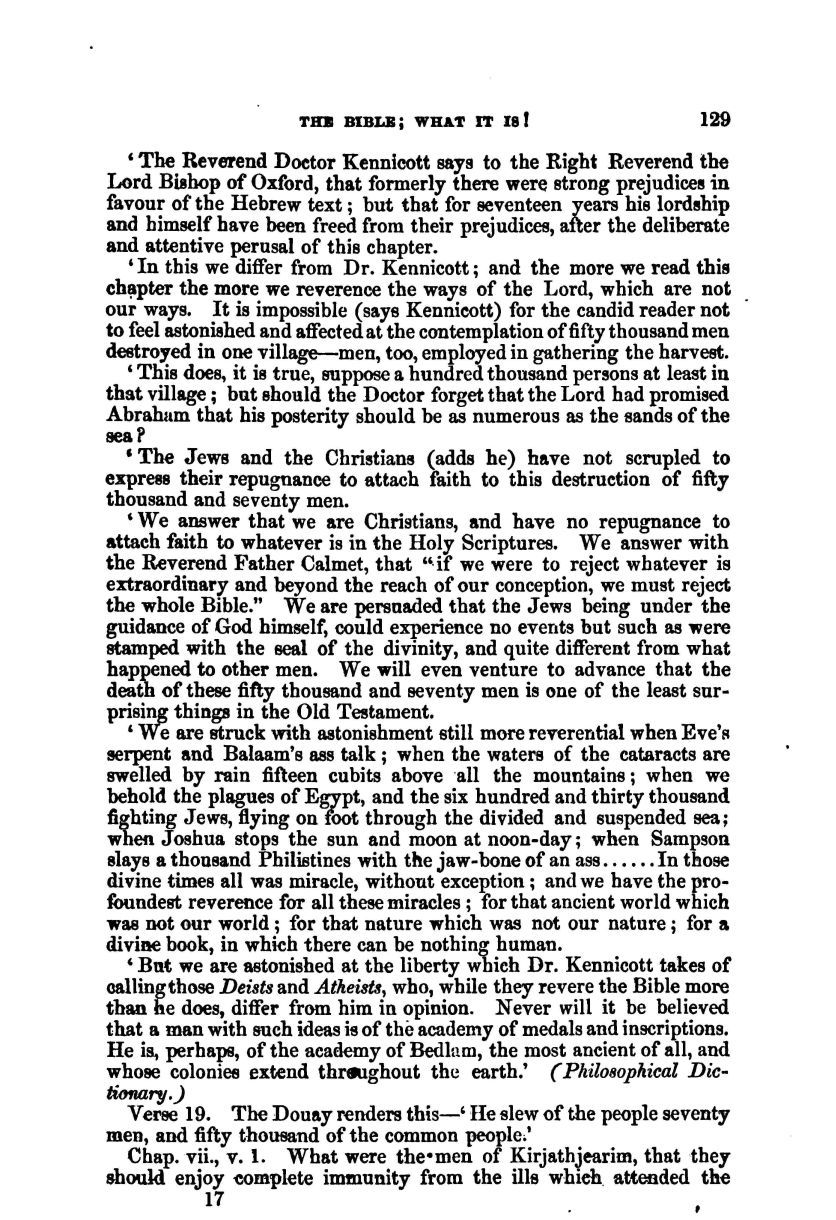 THE BIBLE; WHAT IT IS! 129
‘The Reverend Doctor Kennicott says to the Right Reverend the
Lord Bishop of Oxford, that formerly there were strong prejudices in
favour of the Hebrew text; but that for seventeen years his lordship
and himself have been freed from their prejudices, after the deliberate
and attentive perusal of this chapter.
‘In this we differ from Dr. Kennicott; and the more we read this
chapter the more we reverence the ways of the Lord, which are not
our ways. It is impossible (says Kennicott) for the candid reader not
to feel astonished and affected at the contemplation of fifty thousand men
destroyed in one village—men, too, employed in gathering the harvest.
‘This does, it is true, suppose a hundred thousand persons at least in
that village; but should the Doctor forget that the Lord had promised
Abraham that his posterity should be as numerous as the sands of the
sea?
‘The Jews and the Christians (adds he) have not scrupled to
express their repugnance to attach faith to this destruction of fifty
thousand and seventy men.
‘We answer that we are Christians, and have no repugnance to
attach faith to whatever is in the Holy Scriptures. We answer with
the Reverend Father Calmet, that “if we were to reject whatever is
extraordinary and beyond the reach of our conception, we must reject
the whole Bible.” We are persuaded that the Jews being under the
guidance of God himself, could experience no events but such as were
stamped with the seal of the divinity, and quite different from what
happened to other men. We will even venture to advance that the
death of these fifty thousand and seventy men is one of the least sur-
prising things in the Old Testament.
‘We are struck with astonishment still more reverential when Eve's
serpent and Balaam's ass talk; when the waters of the cataracts are
swelled by rain fifteen cubits above all the mountains; when we
behold the plagues of Egypt, and the six hundred and thirty thousand
fighting Jews, flying on foot through the divided and suspended sea;
when Joshua stops the sun and moon at noon-day; when Sampson
slays a thousand Philistines with the jaw-bone of an ass......In those
divine times all was miracle, without exception; and we have the pro-
foundest reverence for all these miracles; for that ancient world which
was not our world; for that nature which was not our nature; for a
divine book, in which there can be nothing human.
‘But we are astonished at the liberty which Dr. Kennicott takes of
calling those Deists and Atheists, who, while they revere the Bible more
than he does, differ from him in opinion. Never will it be believed
that a man with such ideas is of the academy of medals and inscriptions.
He is, perhaps, of the academy of Bedlam, the most ancient of all, and
whose colonies extend throughout the earth.’ (Philosophical Dic-
tionary.)
Verse 19. The Douay renders this—‘He slew of the people seventy
men, and fifty thousand of the common people.’
Chap. vii., v. 1. What were the men of Kirjathjearim, that they
should enjoy complete immunity from the ills which attended the
17